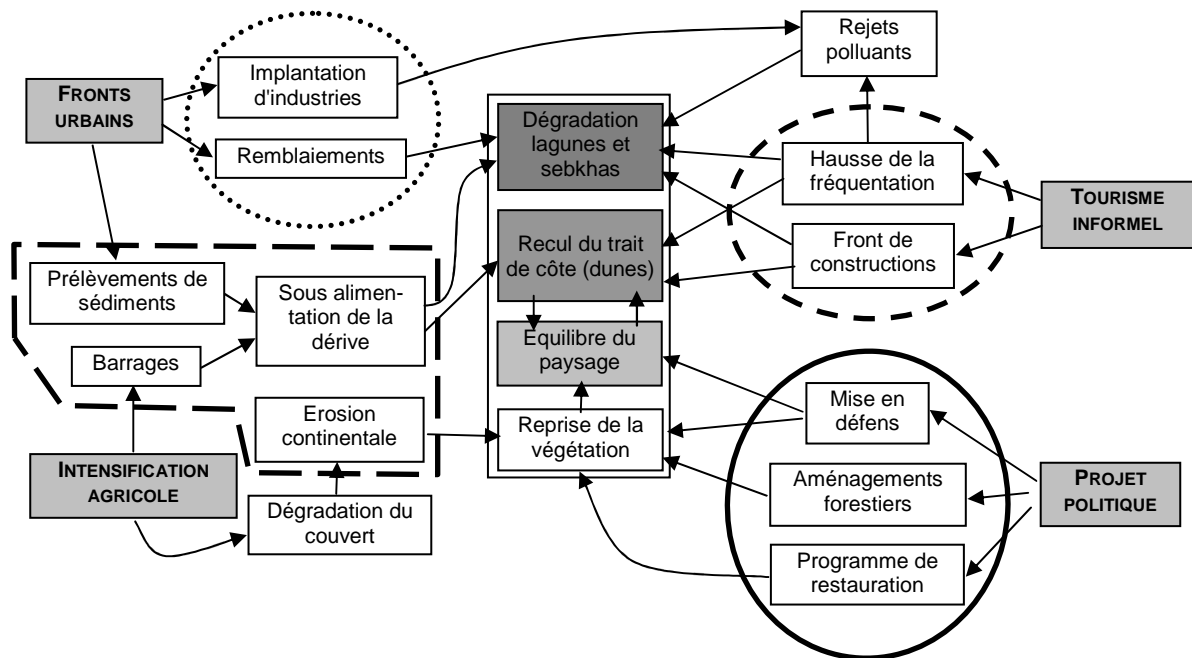 Rejets
polluants
Implantation
d'industries
FRONTS
URBAINS
Dégradation
lagunes et
sebkhas
Remblaiements
Hausse de la
fréquentation
TOURISME
INFORMEL
Recul du trait
de côte (dunes)
Front de
constructions
Prélèvements de
sédiments
Sous alimen-
tation de la
dérive
Barrages
Equilibre du
paysage
Mise en
défens
Erosion
continentale
Reprise de la
végétation
INTENSIFICATION
AGRICOLE
Aménagements
forestiers
PROJET
POLITIQUE
Dégradation du
couvert
Programme de
restauration